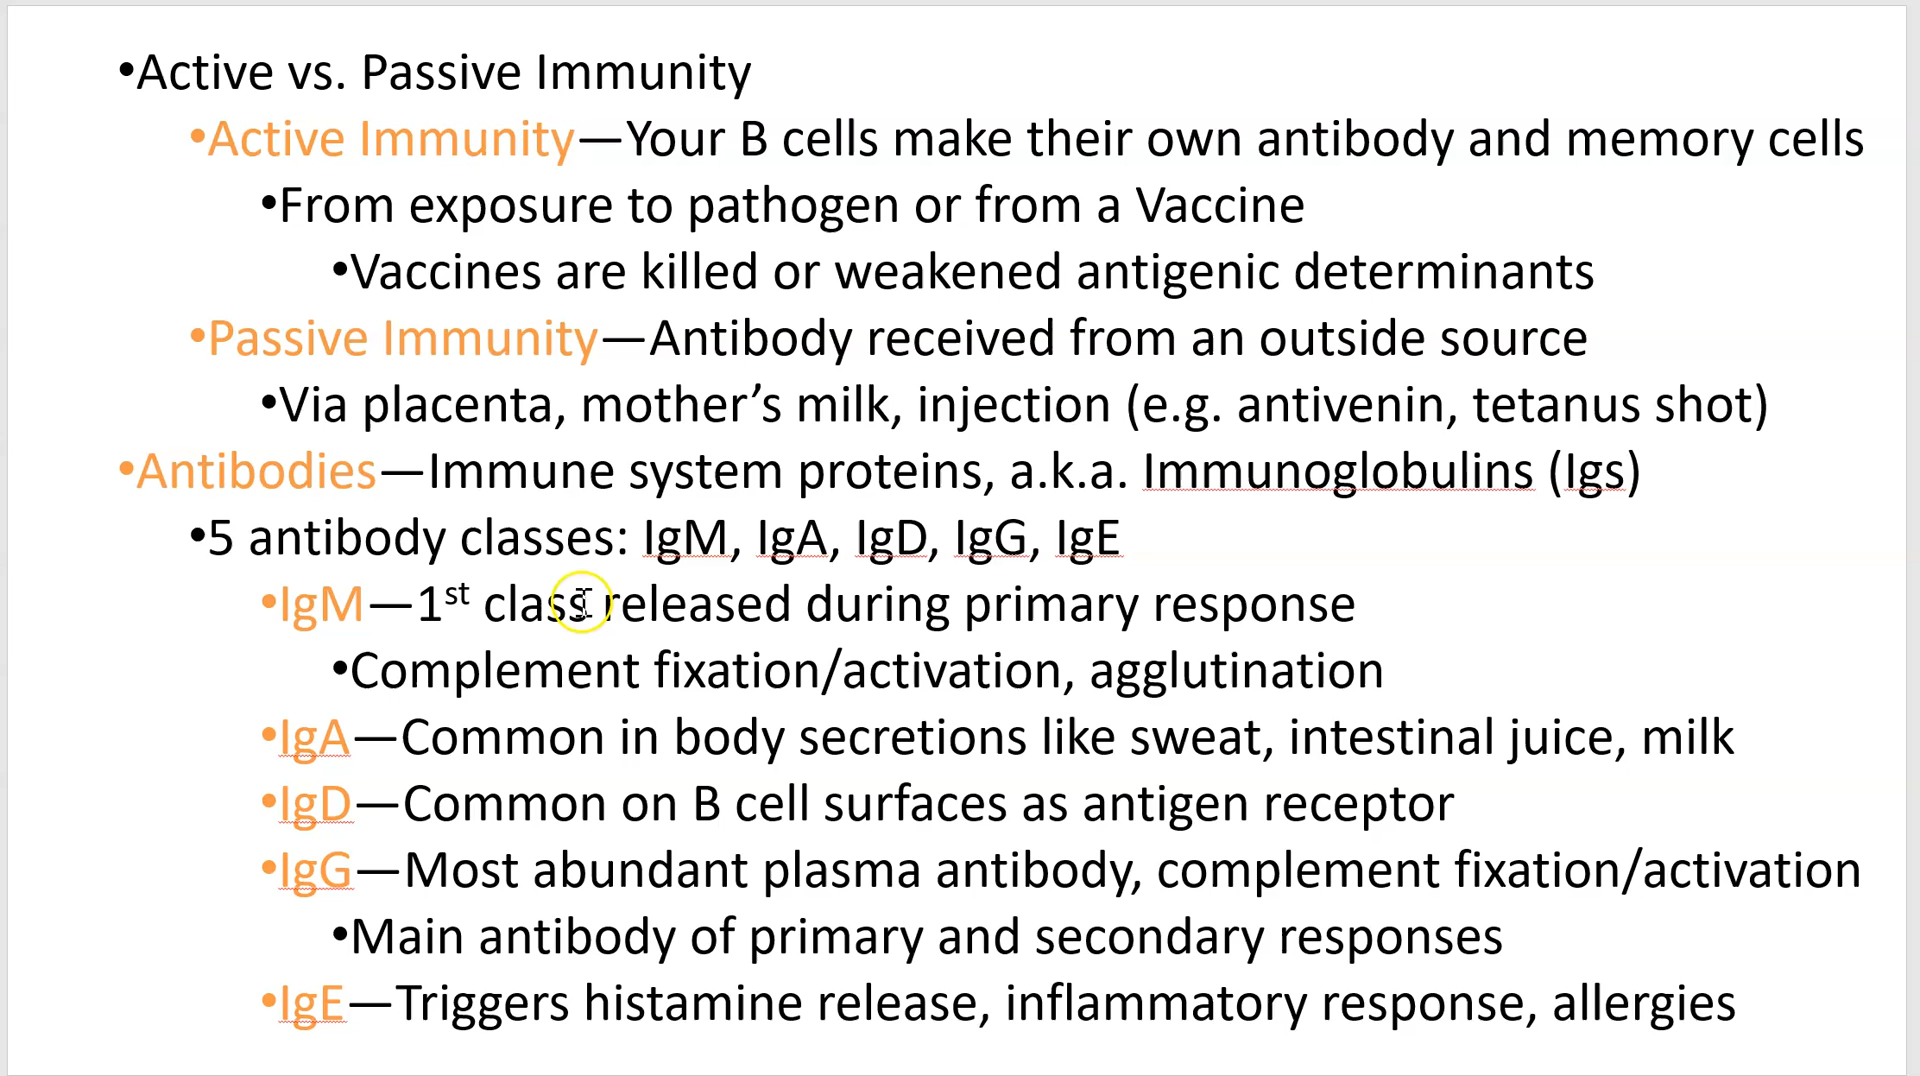 •Active vs. Passive Immunity
•Active Immunity—Your B cells make their own antibody and memory cells
•From exposure to pathogen or from a Vaccine
•Vaccines are killed or weakened antigenic determinants
•Passive Immunity—Antibody received from an outside source
•Via placenta, mother’s milk, injection (e.g. antivenin, tetanus shot)
•Antibodies—Immune system proteins, a.k.a. Immunoglobulins (Igs)
•5 antibody classes: IgM, IgA, IgD, IgG, IgE
•IgM—1st class released during primary response
•Complement fixation/activation, agglutination
•IgA—Common in body secretions like sweat, intestinal juice, milk
•IgD—Common on B cell surfaces as antigen receptor
•IgG—Most abundant plasma antibody, complement fixation/activation
•Main antibody of primary and secondary responses
•IgE—Triggers histamine release, inflammatory response, allergies